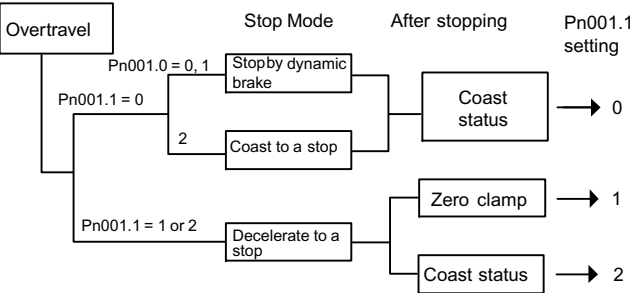 Stop Mode
After stopping
Pn001.1
setting
Overtravel
Pn001.0 = 0, 1
Stop by dynamic
brake
Pn001.1 = 0
Coast
status
0
2
Coast to a stop
Pn001.1 = 1 or 2
Decelerate to a
stop
Zero clamp
1
Coast status
2